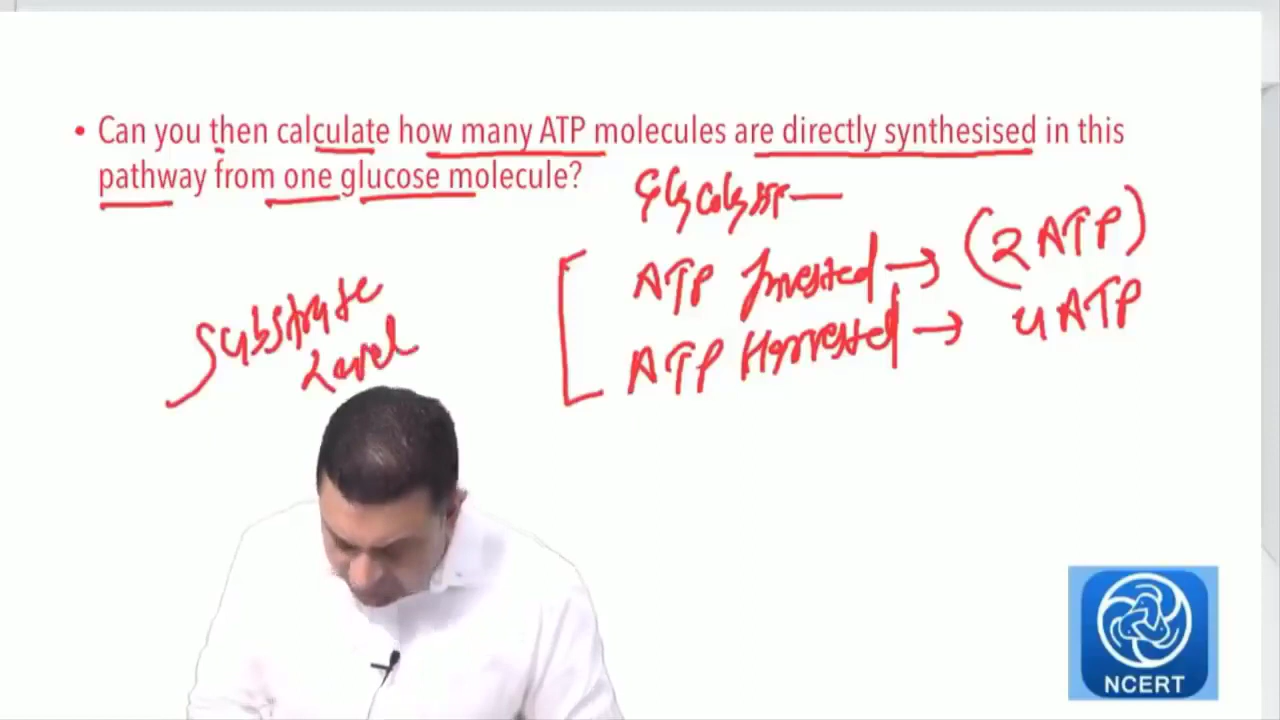 • Can you then calculate how many ATP molecules are directly synthesised in this
pathway from one glucose molecule?
ATP Invested → (2 ATP)
ATP Harvested → 4 ATP
Substrate
Level
NCERT